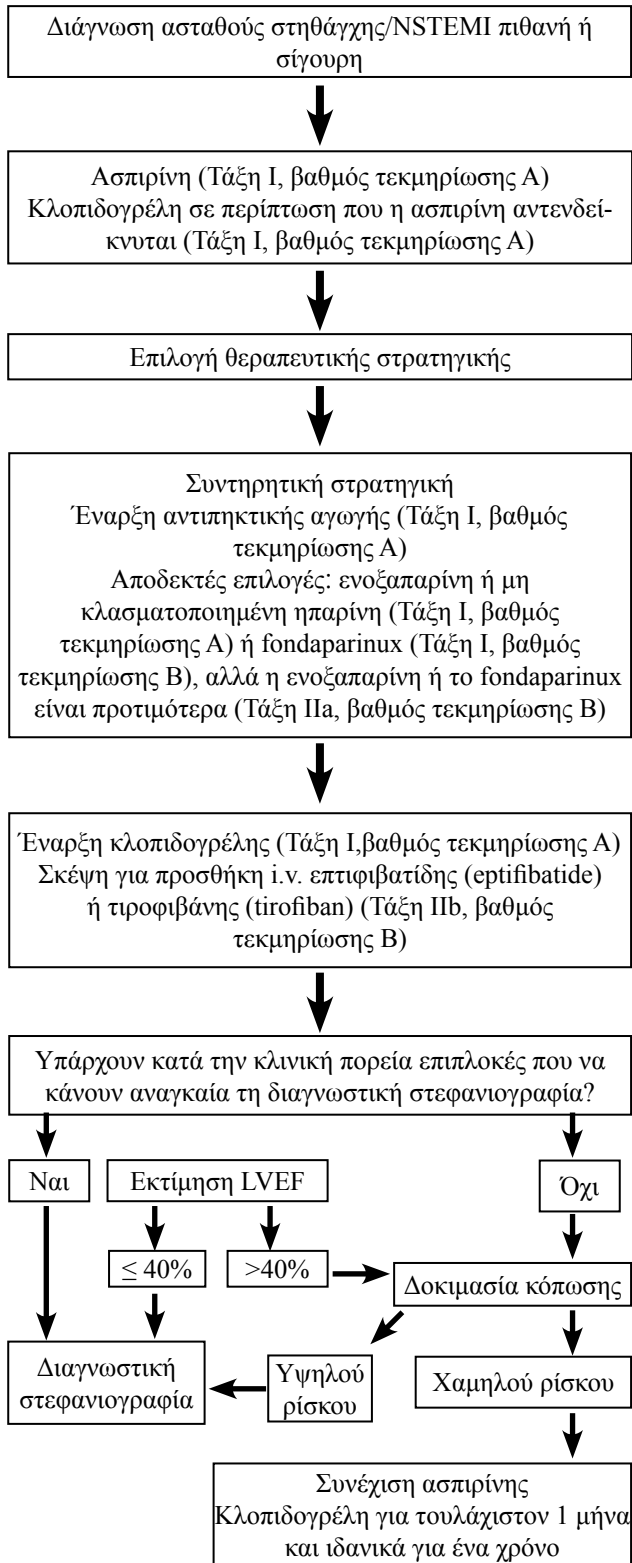 Διάγνωση ασταθούς στηθάγχης/NSTEMI πιθανή ή
σίγουρη
Ασπιρίνη (Τάξη I, βαθμός τεκμηρίωσης A)
Κλοπιδογρέλη σε περίπτωση που η ασπιρίνη αντενδεί-
κνυται (Τάξη I, βαθμός τεκμηρίωσης A)
Επιλογή θεραπευτικής στρατηγικής
Συντηρητική στρατηγική
Έναρξη αντιπηκτικής αγωγής (Τάξη I, βαθμός
τεκμηρίωσης A)
Αποδεκτές επιλογές: ενοξαπαρίνη ή μη
κλασματοποιημένη ηπαρίνη (Τάξη I, βαθμός
τεκμηρίωσης A) ή fondaparinux (Τάξη I, βαθμός
τεκμηρίωσης B), αλλά η ενοξαπαρίνη ή το fondaparinux
είναι προτιμότερα (Τάξη IIa, βαθμός τεκμηρίωσης B)
Έναρξη κλοπιδογρέλης (Τάξη I,βαθμός τεκμηρίωσης A)
Σκέψη για προσθήκη i.v. επτιφιβατίδης (eptifibatide)
ή τιροφιβάνης (tirofiban) (Τάξη IIb, βαθμός
τεκμηρίωσης B)
Υπάρχουν κατά την κλινική πορεία επιπλοκές που να
κάνουν αναγκαία τη διαγνωστική στεφανιογραφία?
Ναι
Εκτίμηση LVEF
Όχι
≤ 40%
>40%
Δοκιμασία κόπωσης
Διαγνωστική
στεφανιογραφία
Υψηλού
ρίσκου
Χαμηλού ρίσκου
Συνέχιση ασπιρίνης
Κλοπιδογρέλη για τουλάχιστον 1 μήνα
και ιδανικά για ένα χρόνο